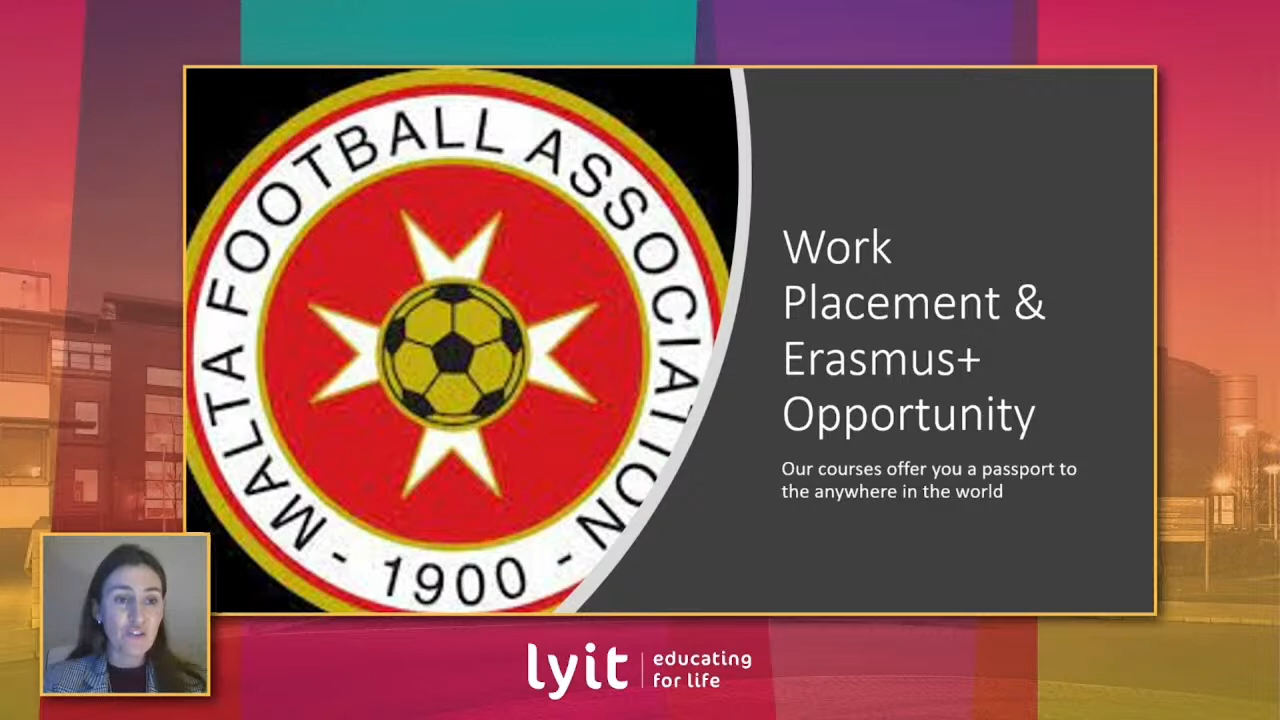 MALTA FOOTBALL ASSOCIATION
- 1900 -
Work
Placement &
Erasmus+
Opportunity
Our courses offer you a passport to
the anywhere in the world
lyit
educating
for life